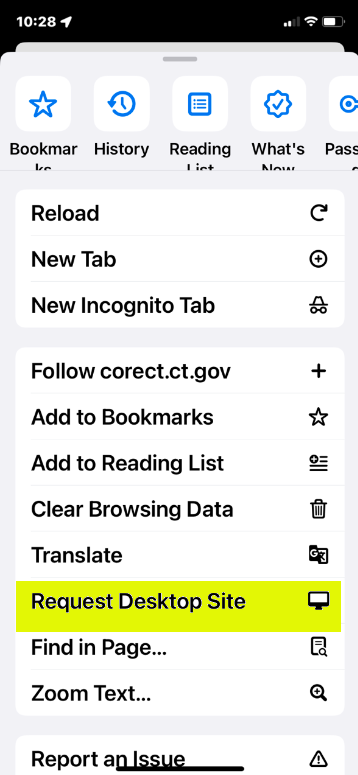 10:28
Bookmar
ks
History
Reading
List
What's
New
Pass
Reload
New Tab
New Incognito Tab
Follow corect.ct.gov
Add to Bookmarks
Add to Reading List
Clear Browsing Data
Translate
Request Desktop Site
Find in Page...
Zoom Text...
Report an Issue